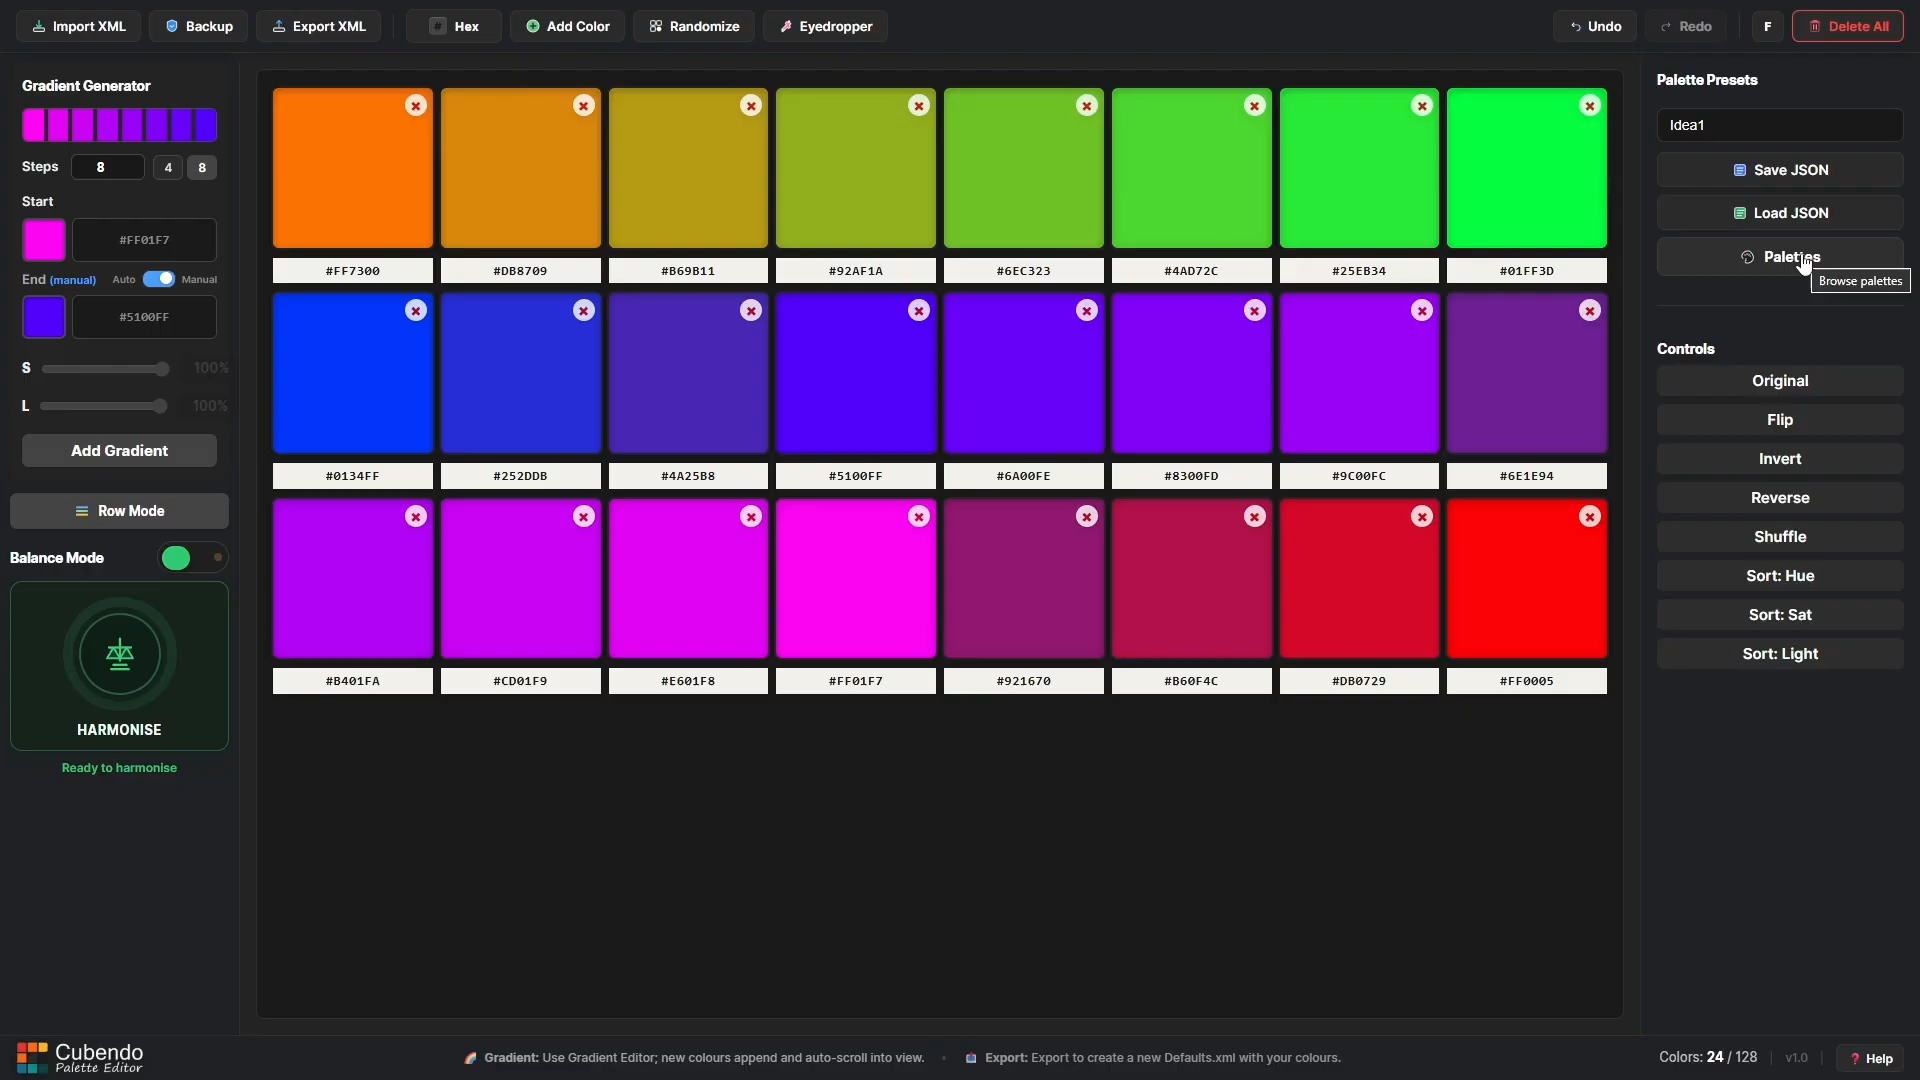 Import XML
Backup
Export XML
# Hex
Add Color
Randomize
Eyedropper
Undo
Redo
F
Delete All
Gradient Generator
Steps 8 4 8
Start
#FF01F7
End (manual) Auto Manual
#5100FF
S 100%
L 100%
Add Gradient
Row Mode
Balance Mode
HARMONISE
Ready to harmonise
#FF7300 #DB8709 #B69B11 #92AF1A #6EC323 #4AD72C #25EB34 #01FF3D
#0134FF #252DDB #4A25B8 #5100FF #6A00FE #8300FD #9C00FC #6E1E94
#B401FA #CD01F9 #E601F8 #FF01F7 #921670 #B60F4C #DB0729 #FF0005
Palette Presets
Idea1
Save JSON
Load JSON
Palettes
Browse palettes
Controls
Original
Flip
Invert
Reverse
Shuffle
Sort: Hue
Sort: Sat
Sort: Light
Cubendo
Palette Editor
Gradient: Use Gradient Editor; new colours append and auto-scroll into view. • Export: Export to create a new Defaults.xml with your colours.
Colors: 24 / 128
v1.0
? Help